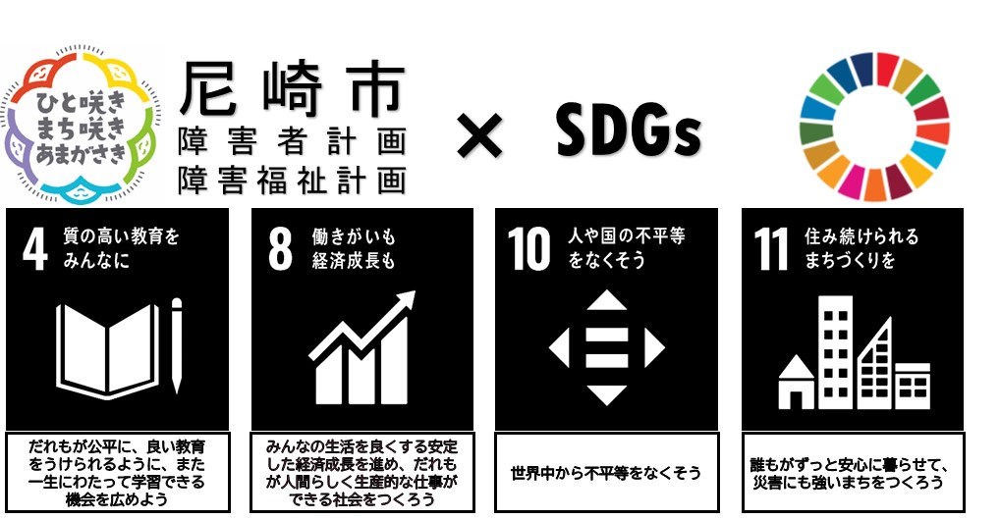 ひと咲き
まち咲き
あまがさき
尼崎市
障害者計画
障害福祉計画
×
SDGs
4 質の高い教育を
みんなに
8 働きがいも
経済成長も
10 人や国の不平等
をなくそう
11 住み続けられる
まちづくりを
だれもが公平に、良い教育
をうけられるように、また
一生にわたって学習できる
機会を広めよう
みんなの生活を良くする安定
した経済成長を進め、だれも
が人間らしく生産的な仕事が
できる社会をつくろう
世界中から不平等をなくそう
誰もがずっと安心に暮らせて、
災害にも強いまちをつくろう